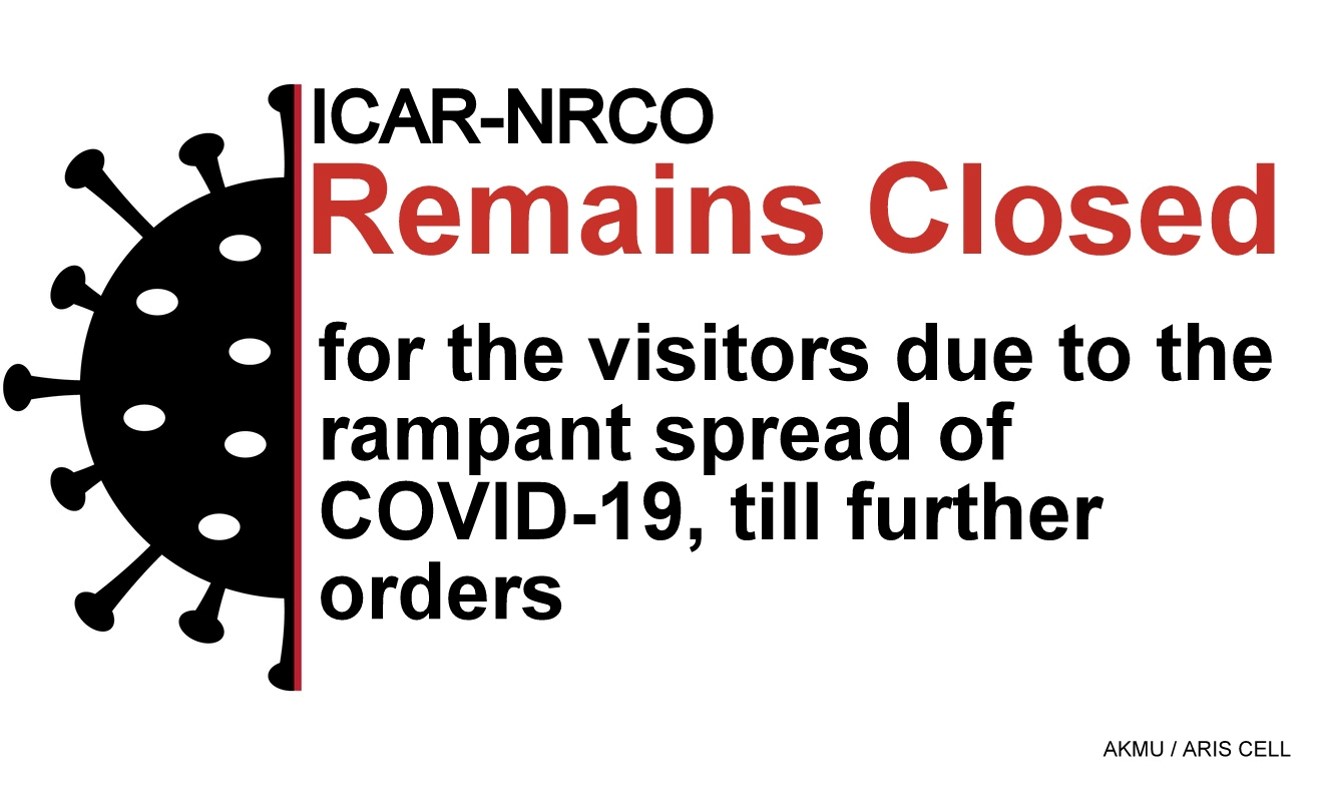 ICAR-NRCO
Remains Closed
for the visitors due to the
rampant spread of
COVID-19, till further
orders
AKMU / ARIS CELL